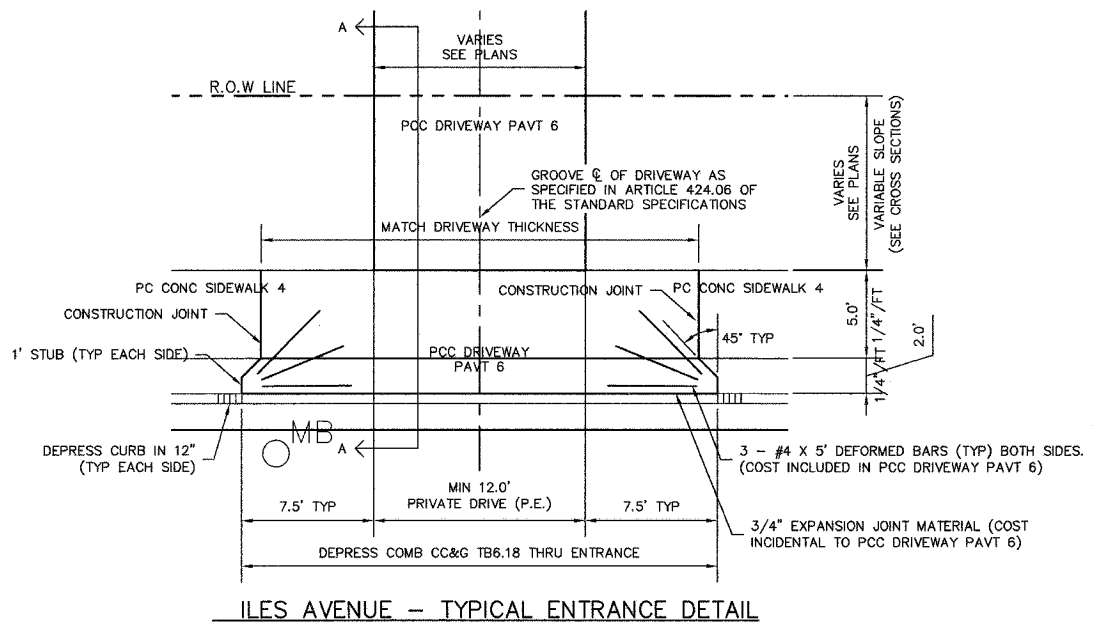 A
VARIES
SEE PLANS
R.O.W LINE
PCC DRIVEWAY PAVT 6
GROOVE ℄ OF DRIVEWAY AS
SPECIFIED IN ARTICLE 424.06 OF
THE STANDARD SPECIFICATIONS
VARIES
SEE PLANS
VARIABLE SLOPE
(SEE CROSS SECTIONS)
MATCH DRIVEWAY THICKNESS
PC CONC SIDEWALK 4
CONSTRUCTION JOINT
PC CONC SIDEWALK 4
CONSTRUCTION JOINT
5.0'
1/4"/FT
2.0'
1/4"/FT
45° TYP
1' STUB (TYP EACH SIDE)
PCC DRIVEWAY
PAVT 6
DEPRESS CURB IN 12"
(TYP EACH SIDE)
MB
A
3 - #4 X 5' DEFORMED BARS (TYP) BOTH SIDES.
(COST INCLUDED IN PCC DRIVEWAY PAVT 6)
7.5' TYP
MIN 12.0'
PRIVATE DRIVE (P.E.)
7.5' TYP
3/4" EXPANSION JOINT MATERIAL (COST
INCIDENTAL TO PCC DRIVEWAY PAVT 6)
DEPRESS COMB CC&G TB6.18 THRU ENTRANCE
ILES AVENUE - TYPICAL ENTRANCE DETAIL